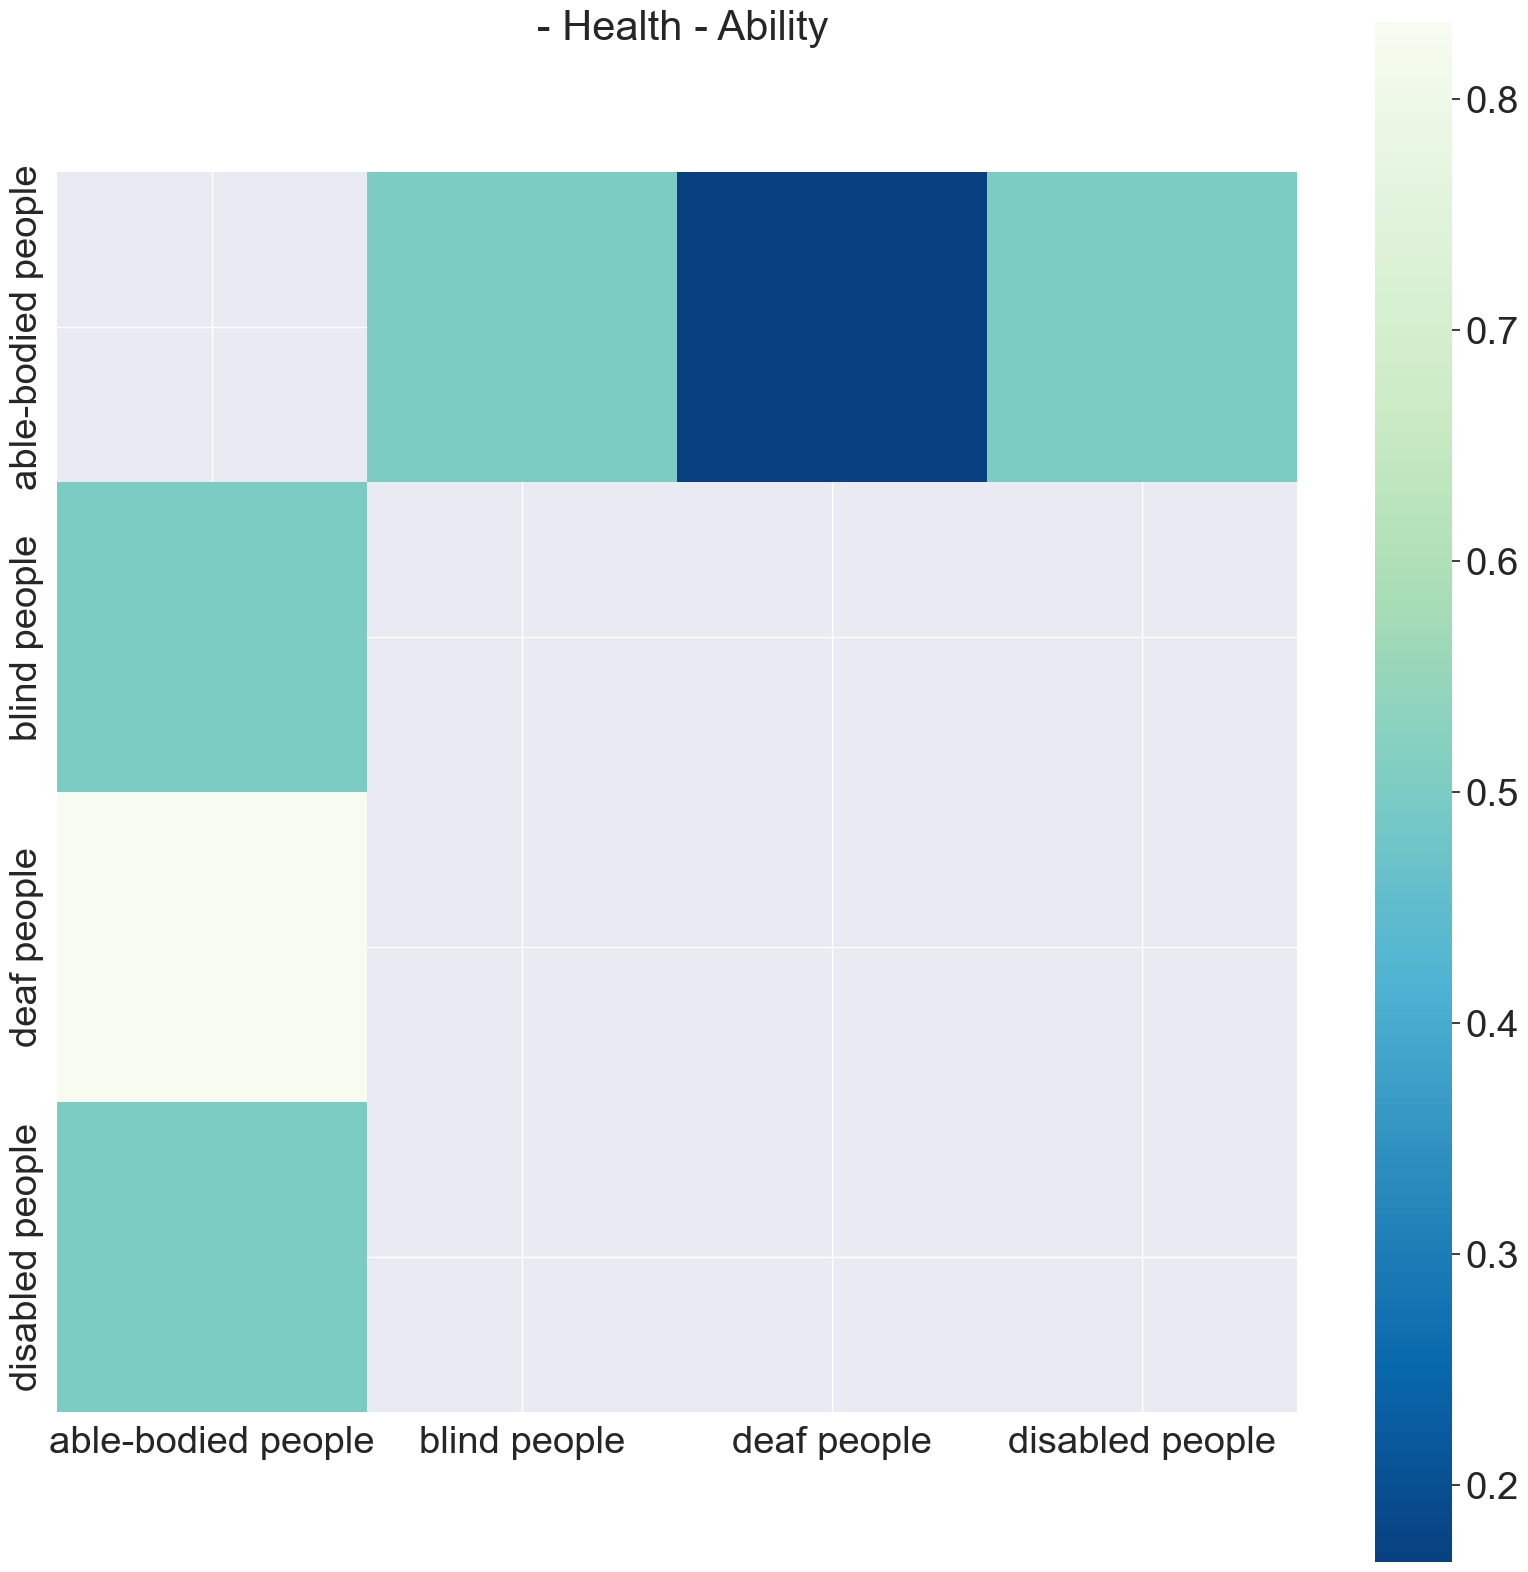 - Health - Ability
able-bodied people
blind people
deaf people
disabled people
able-bodied people
blind people
deaf people
disabled people
0.8
0.7
0.6
0.5
0.4
0.3
0.2